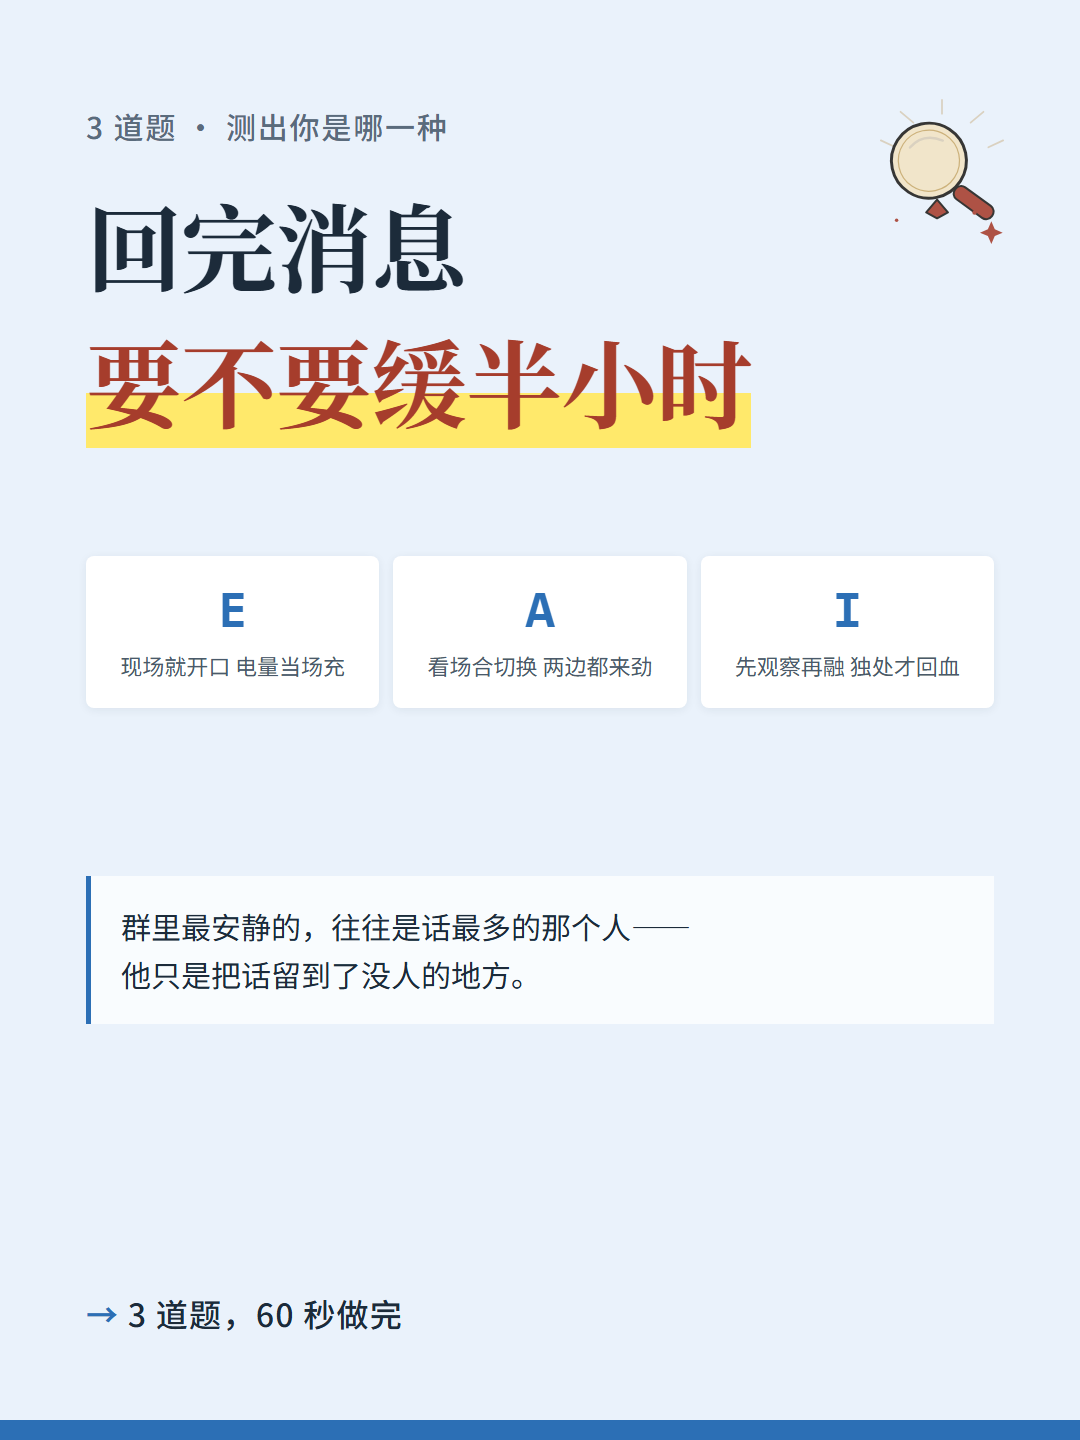 3 道题 · 测出你是哪一种
回完消息
要不要缓半小时
E
现场就开口 电量当场充
A
看场合切换 两边都来劲
I
先观察再融 独处才回血
群里最安静的，往往是话最多的那个人——
他只是把话留到了没人的地方。
→ 3 道题，60 秒做完